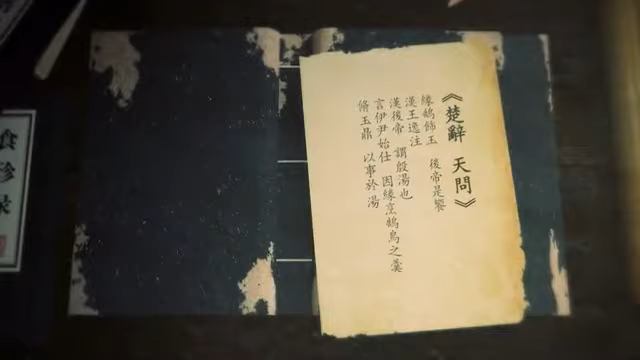 《楚辭 天問》
緣鵠飾玉 後帝是饗
漢王逸注
漢後帝 謂殷湯也
言伊尹始仕 因緣烹鵠鳥之羹
脩玉鼎 以事於湯
食珍录